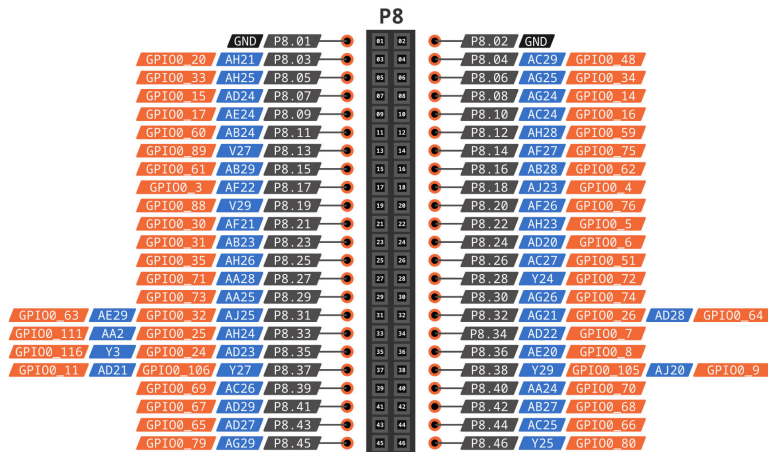 P8
GND P8.01 01 02 P8.02 GND
GPIO0_20 AH21 P8.03 03 04 P8.04 AC29 GPIO0_48
GPIO0_33 AH25 P8.05 05 06 P8.06 AG25 GPIO0_34
GPIO0_15 AD24 P8.07 07 08 P8.08 AG24 GPIO0_14
GPIO0_17 AE24 P8.09 09 10 P8.10 AC24 GPIO0_16
GPIO0_60 AB24 P8.11 11 12 P8.12 AH28 GPIO0_59
GPIO0_89 V27 P8.13 13 14 P8.14 AF27 GPIO0_75
GPIO0_61 AB29 P8.15 15 16 P8.16 AB28 GPIO0_62
GPIO0_3 AF22 P8.17 17 18 P8.18 AJ23 GPIO0_4
GPIO0_88 V29 P8.19 19 20 P8.20 AF26 GPIO0_76
GPIO0_30 AF21 P8.21 21 22 P8.22 AH23 GPIO0_5
GPIO0_31 AB23 P8.23 23 24 P8.24 AD20 GPIO0_6
GPIO0_35 AH26 P8.25 25 26 P8.26 AC27 GPIO0_51
GPIO0_71 AA28 P8.27 27 28 P8.28 Y24 GPIO0_72
GPIO0_73 AA25 P8.29 29 30 P8.30 AG26 GPIO0_74
GPIO0_63 AE29 GPIO0_32 AJ25 P8.31 31 32 P8.32 AG21 GPIO0_26 AD28 GPIO0_64
GPIO0_111 AA2 GPIO0_25 AH24 P8.33 33 34 P8.34 AD22 GPIO0_7
GPIO0_116 Y3 GPIO0_24 AD23 P8.35 35 36 P8.36 AE20 GPIO0_8
GPIO0_11 AD21 GPIO0_106 Y27 P8.37 37 38 P8.38 Y29 GPIO0_105 AJ20 GPIO0_9
GPIO0_69 AC26 P8.39 39 40 P8.40 AA24 GPIO0_70
GPIO0_67 AD29 P8.41 41 42 P8.42 AB27 GPIO0_68
GPIO0_65 AD27 P8.43 43 44 P8.44 AC25 GPIO0_66
GPIO0_79 AG29 P8.45 45 46 P8.46 Y25 GPIO0_80